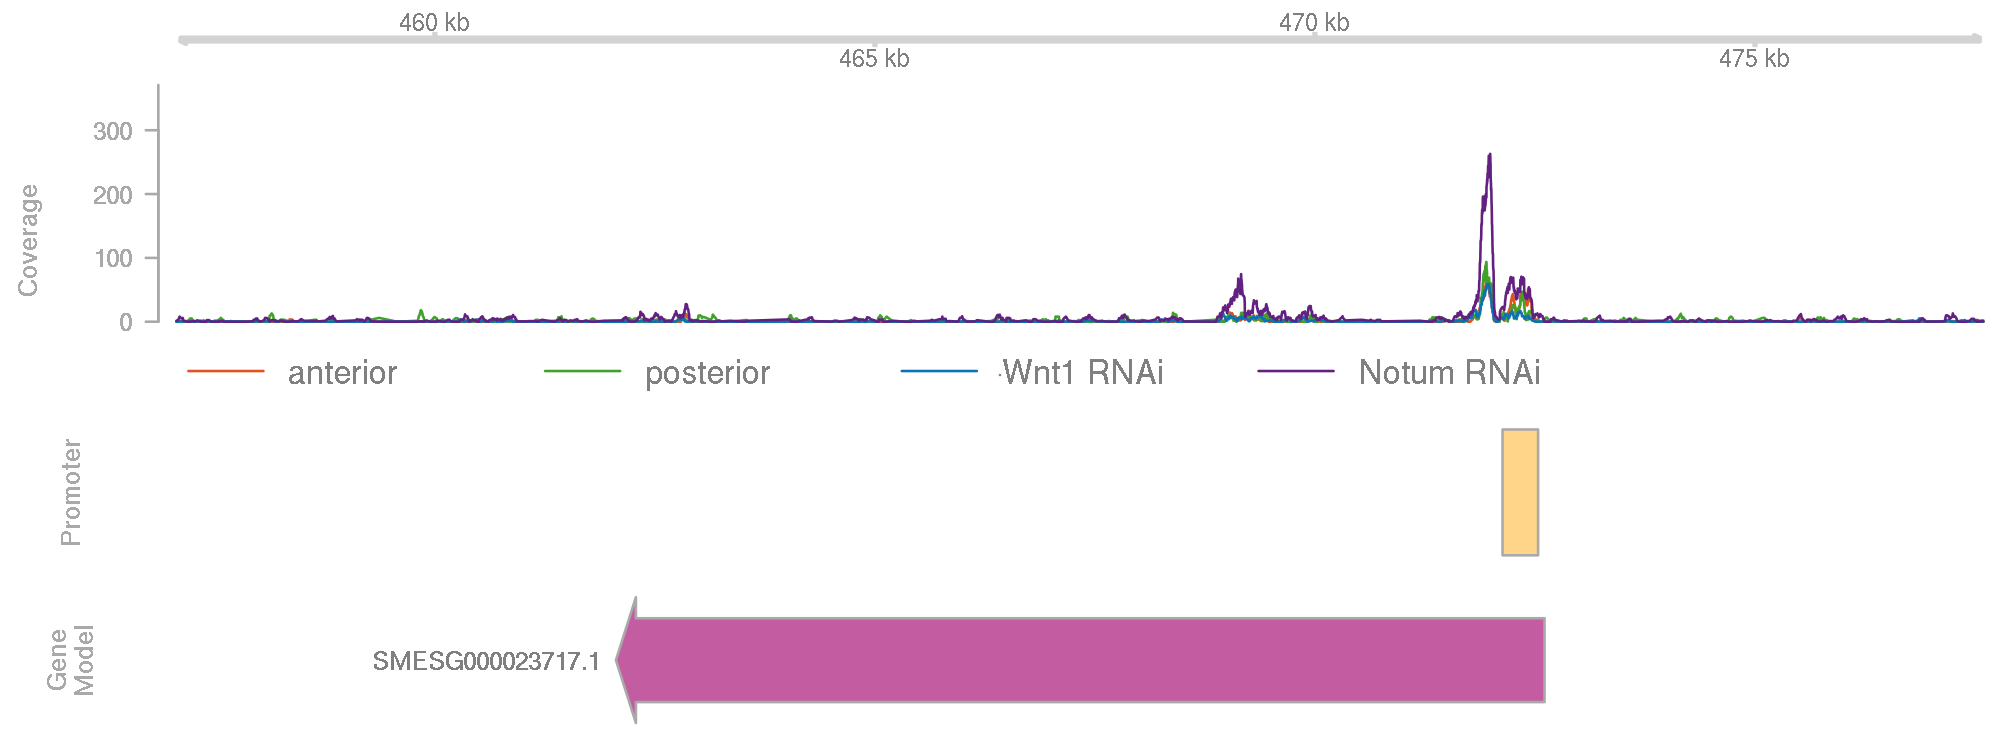 460 kb
470 kb
465 kb
475 kb
Coverage
300
200
100
0
anterior
posterior
Wnt1 RNAi
Notum RNAi
Promoter
Gene
Model
SMESG000023717.1